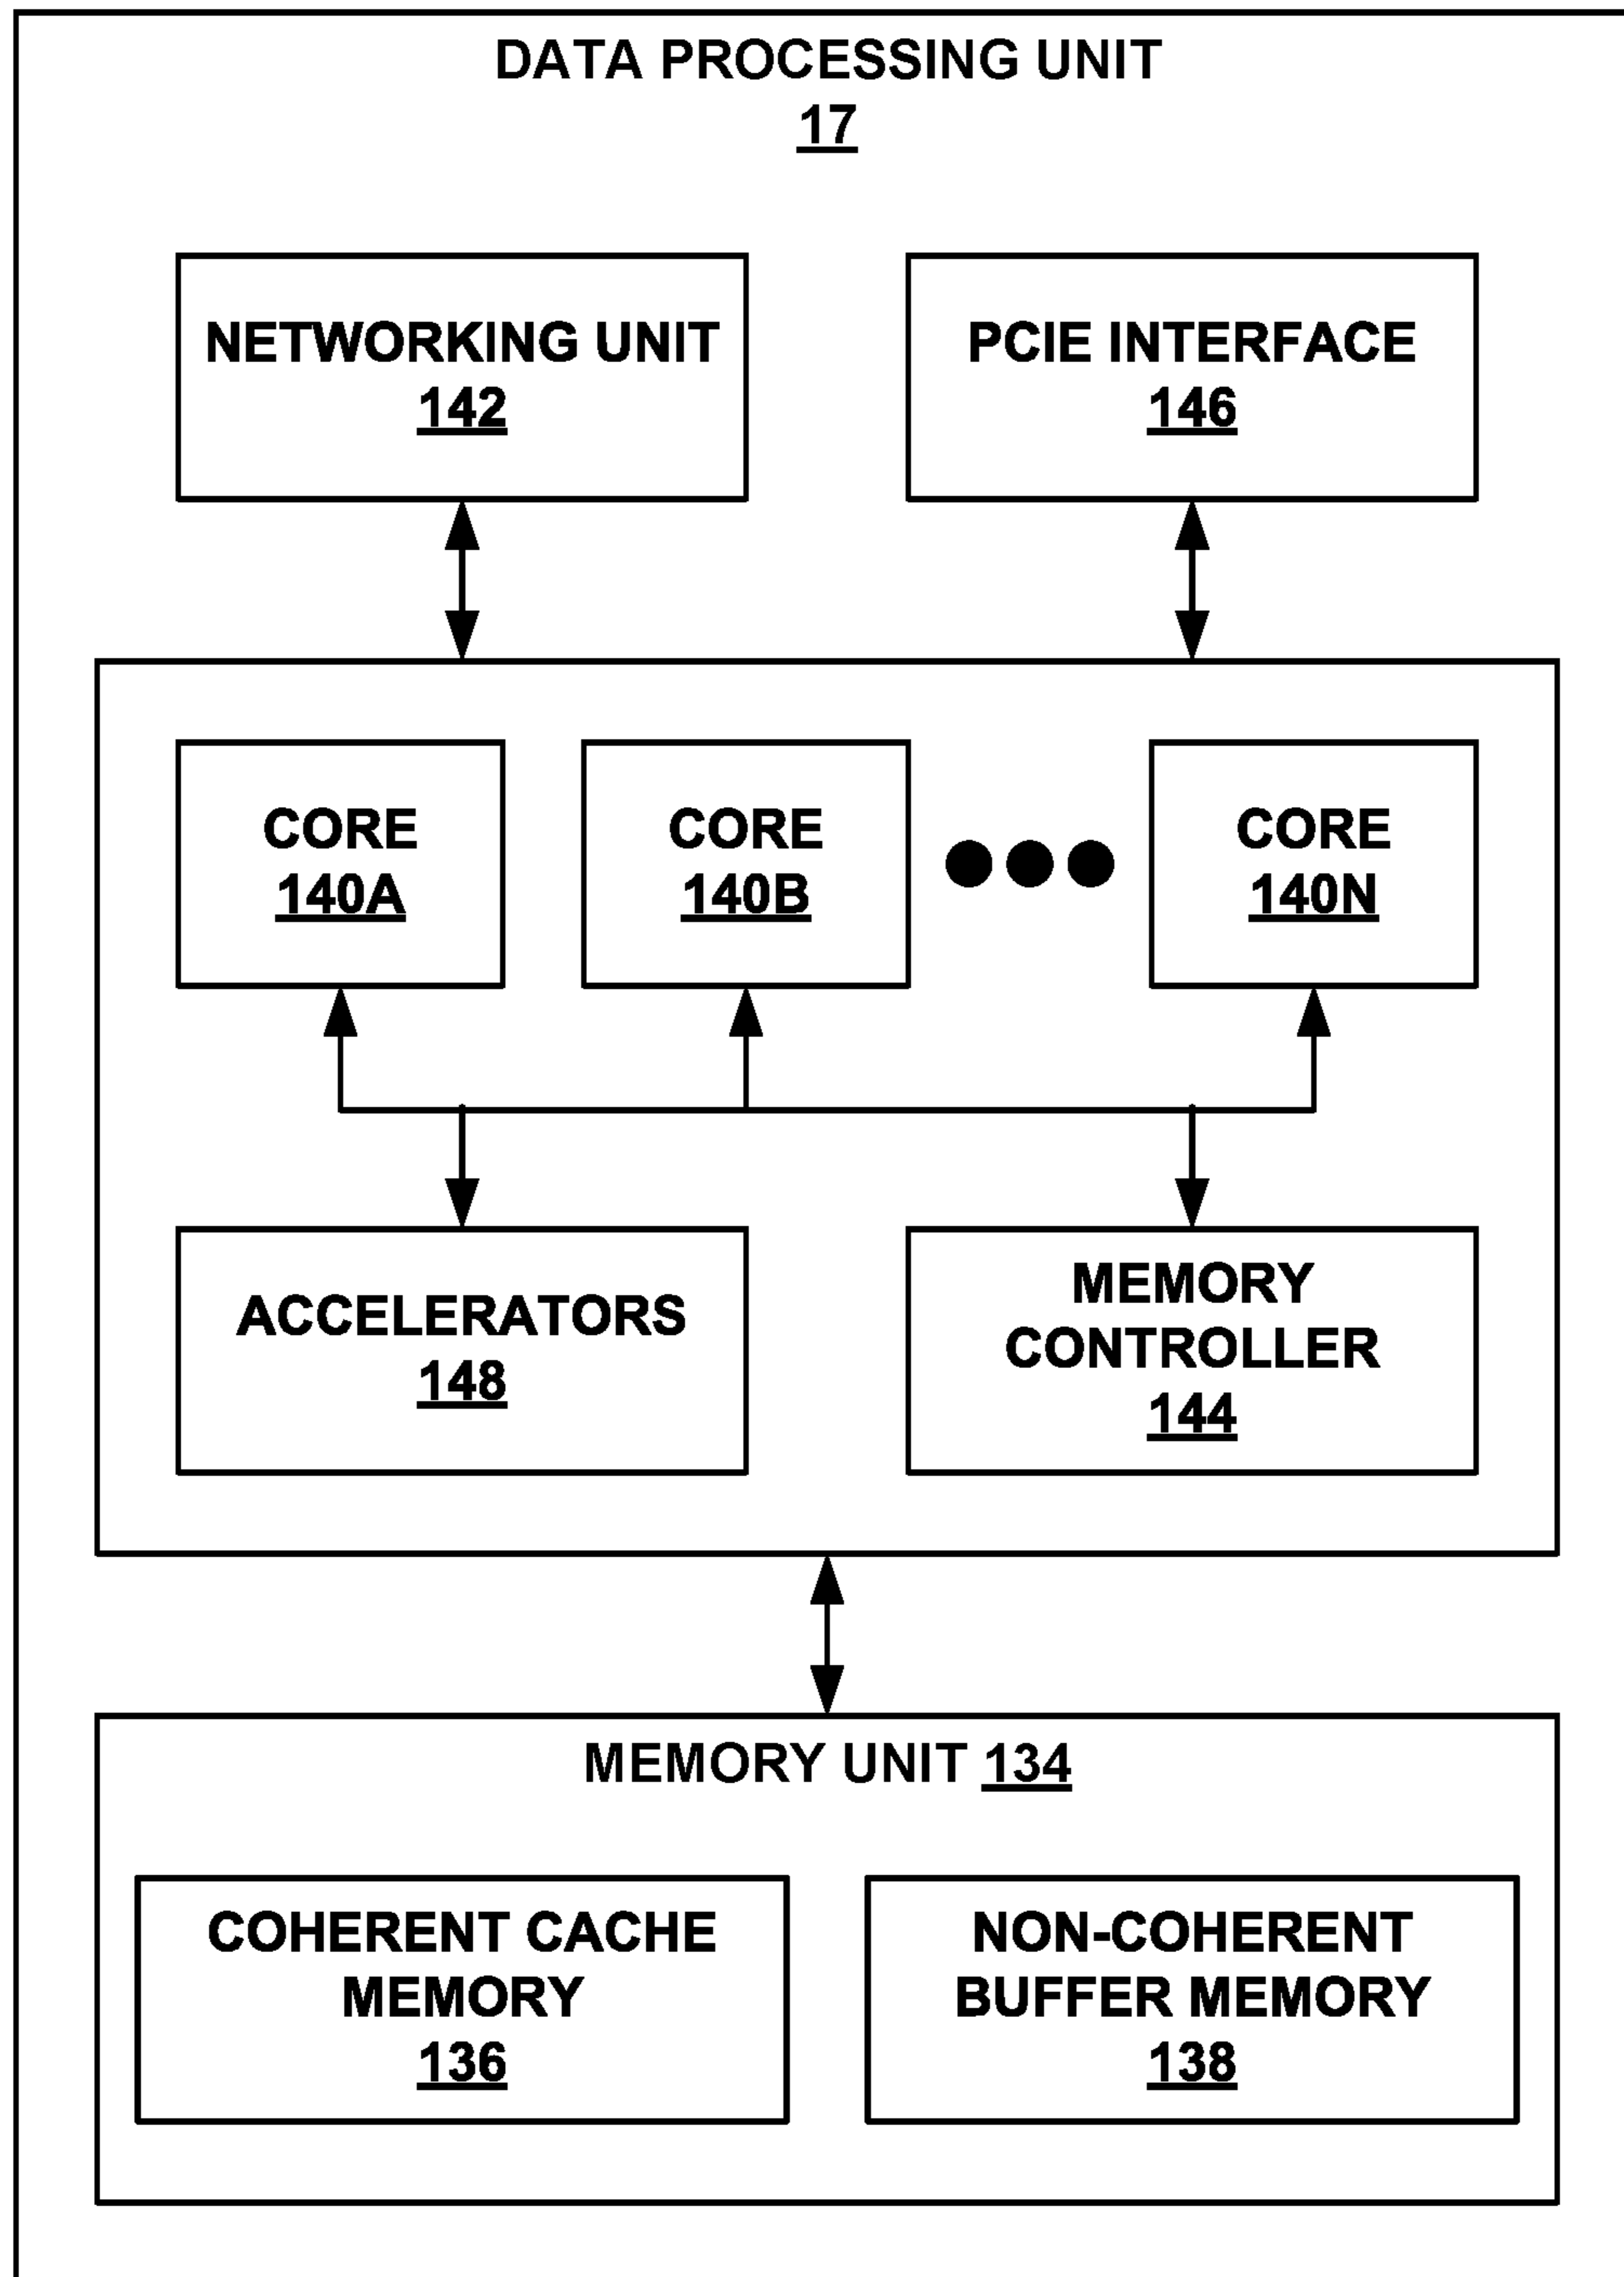 DATA PROCESSING UNIT
17
NETWORKING UNIT
142
PCIE INTERFACE
146
CORE
140A
CORE
140B
CORE
140N
ACCELERATORS
148
MEMORY
CONTROLLER
144
MEMORY UNIT 134
COHERENT CACHE
MEMORY
136
NON-COHERENT
BUFFER MEMORY
138